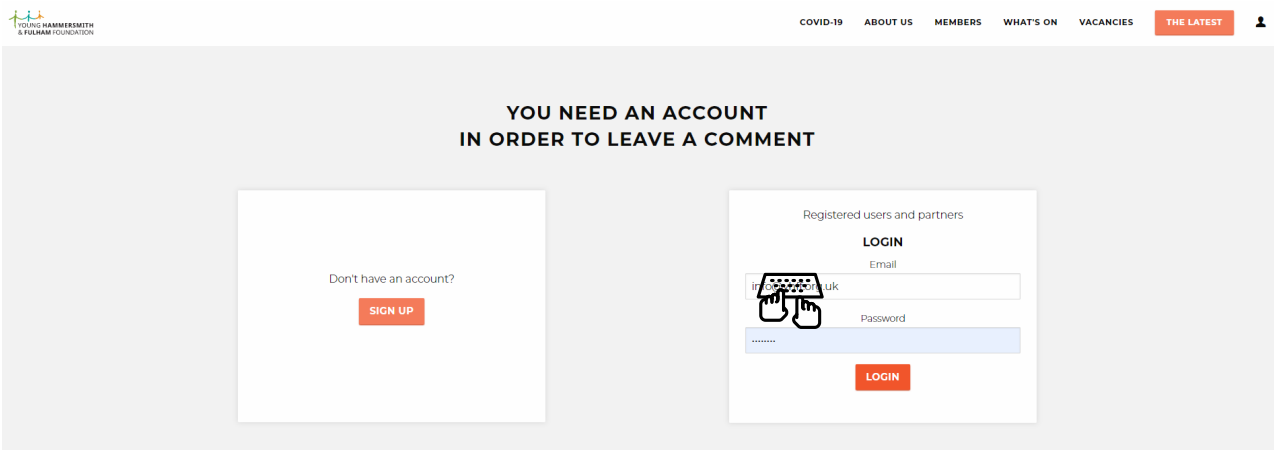 YOUNG HAMMERSMITH
& FULHAM FOUNDATION
COVID-19 ABOUT US MEMBERS WHAT'S ON VACANCIES THE LATEST
YOU NEED AN ACCOUNT
IN ORDER TO LEAVE A COMMENT
Don't have an account?
SIGN UP
Registered users and partners
LOGIN
Email
Password
LOGIN